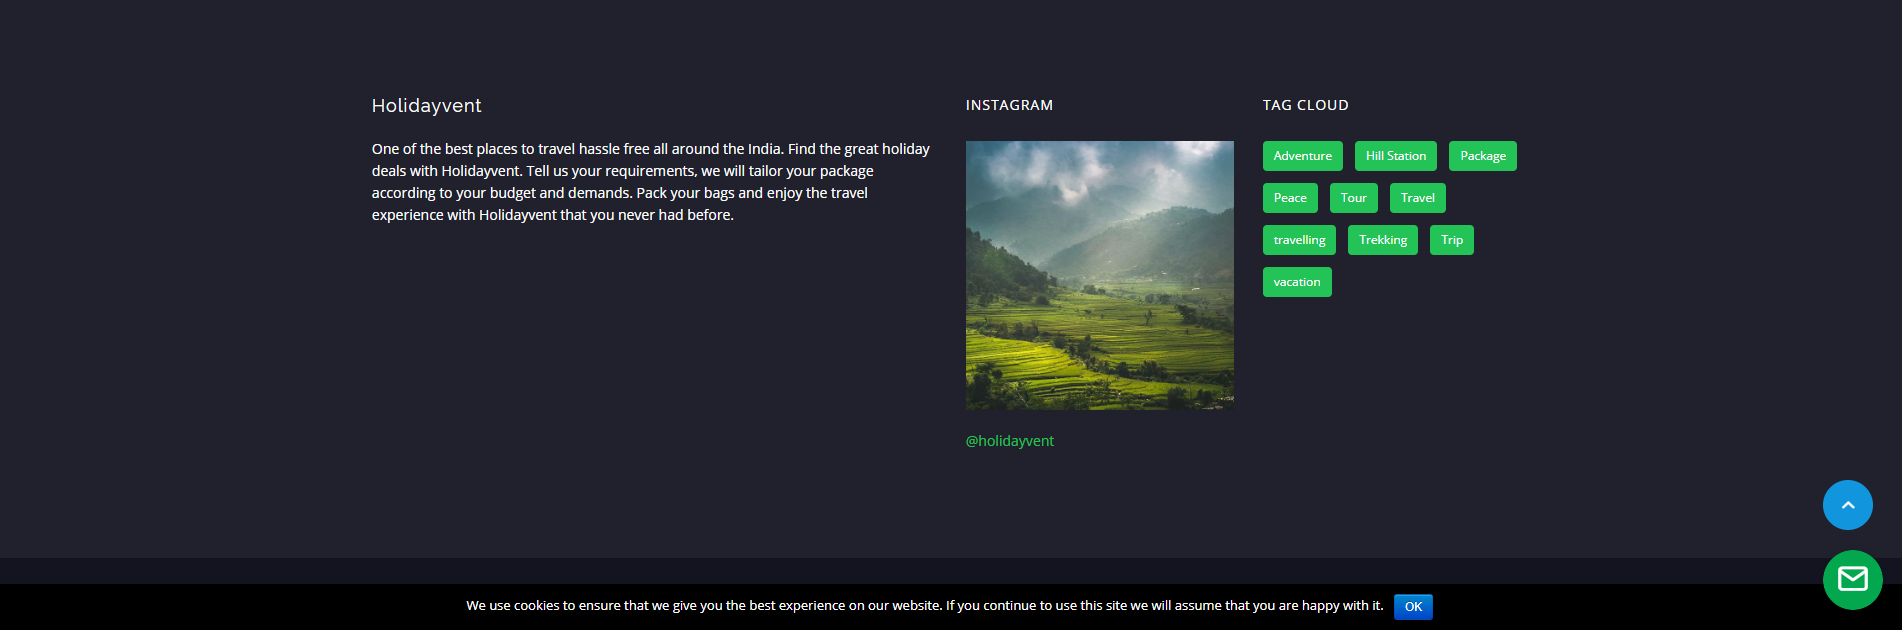 Holidayvent
One of the best places to travel hassle free all around the India. Find the great holiday
deals with Holidayvent. Tell us your requirements, we will tailor your package
according to your budget and demands. Pack your bags and enjoy the travel
experience with Holidayvent that you never had before.
INSTAGRAM
@holidayvent
TAG CLOUD
Adventure Hill Station Package
Peace Tour Travel
travelling Trekking Trip
vacation
We use cookies to ensure that we give you the best experience on our website. If you continue to use this site we will assume that you are happy with it. OK